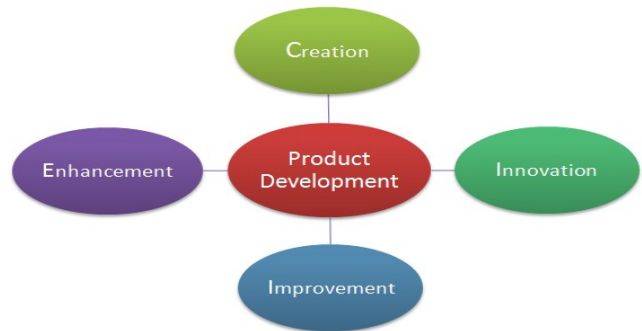 Creation
Enhancement
Product
Development
Innovation
Improvement